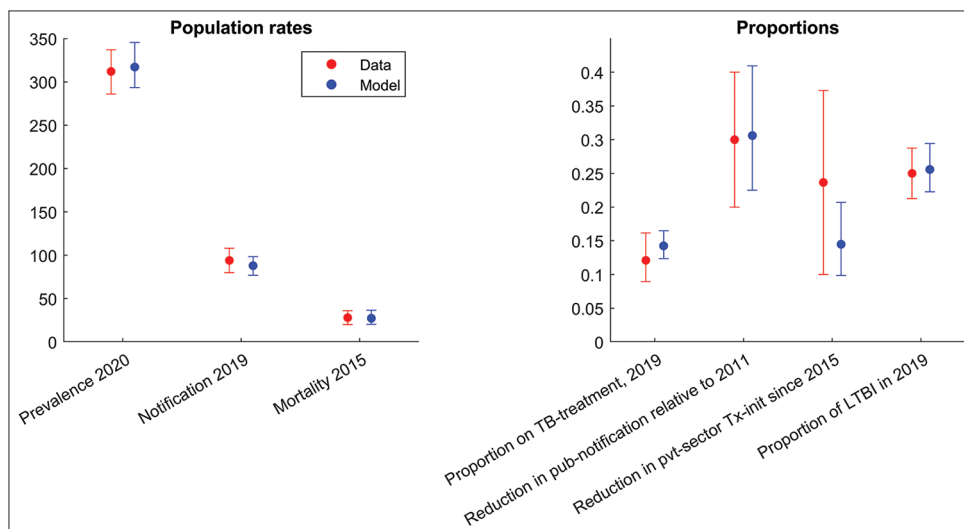 Population rates
350
300
250
200
150
100
50
0
Data
Model
Prevalence 2020
Notification 2019
Mortality 2015
Proportions
0.4
0.35
0.3
0.25
0.2
0.15
0.1
0.05
0
Proportion on TB-treatment, 2019
Reduction in pub-notification relative to 2011
Reduction in pvt-sector Tx-init since 2015
Proportion of LTBI in 2019